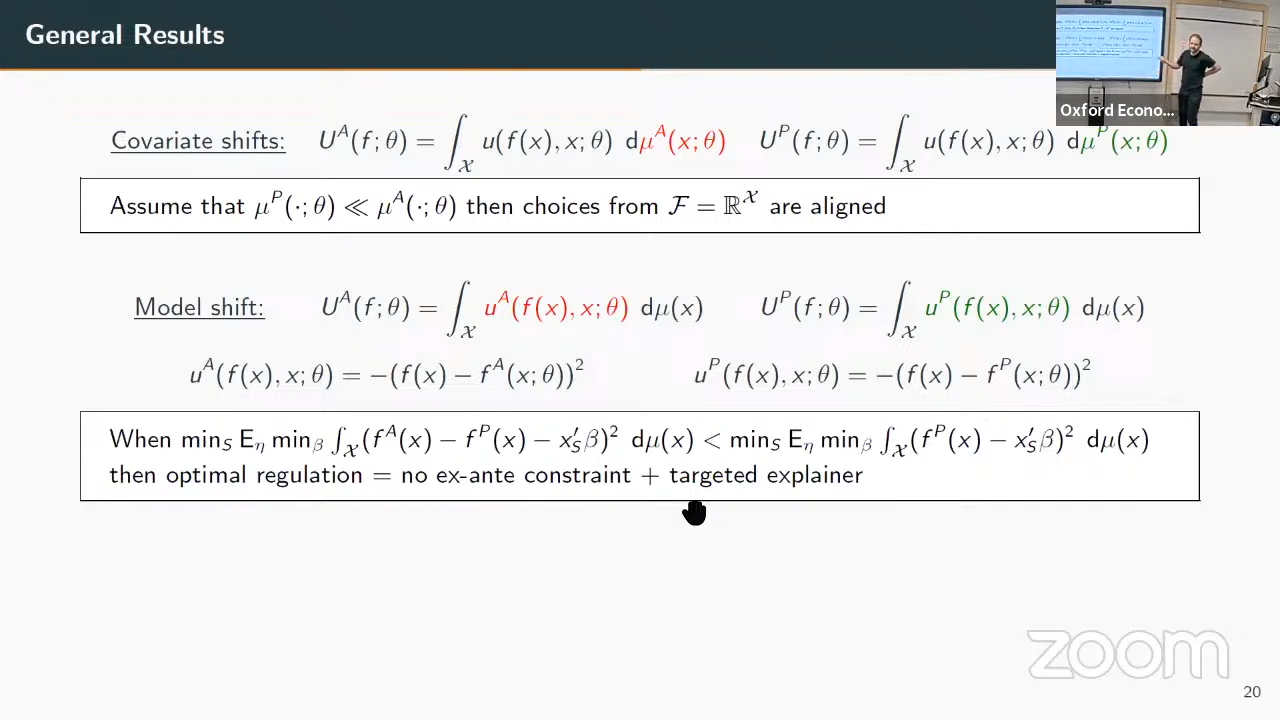 General Results
Oxford Econo...
Covariate shifts: U^A(f; θ) = ∫_𝒳 u(f(x), x; θ) dμ^A(x; θ) U^P(f; θ) = ∫_𝒳 u(f(x), x; θ) dμ^P(x; θ)
Assume that μ^P(·; θ) ≪ μ^A(·; θ) then choices from ℱ = ℝ^𝒳 are aligned
Model shift: U^A(f; θ) = ∫_𝒳 u^A(f(x), x; θ) dμ(x) U^P(f; θ) = ∫_𝒳 u^P(f(x), x; θ) dμ(x)
u^A(f(x), x; θ) = −(f(x) − f^A(x; θ))² u^P(f(x), x; θ) = −(f(x) − f^P(x; θ))²
When min_S E_η min_β ∫_𝒳(f^A(x) − f^P(x) − x′_Sβ)² dμ(x) < min_S E_η min_β ∫_𝒳(f^P(x) − x′_Sβ)² dμ(x)
then optimal regulation = no ex-ante constraint + targeted explainer
zoom
20